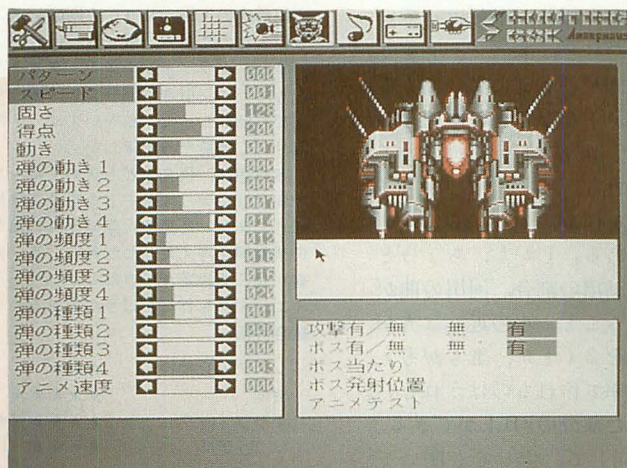 パターン 000
スピード 001
固さ 128
得点 200
動き 007
弾の動き1 000
弾の動き2 006
弾の動き3 007
弾の動き4 014
弾の頻度1 010
弾の頻度2 016
弾の頻度3 016
弾の頻度4 020
弾の種類1 001
弾の種類2 000
弾の種類3 000
弾の種類4 003
アニメ速度 000
攻撃有/無 無 有
ボス有/無 無 有
ボス当たり
ボス発射位置
アニメテスト